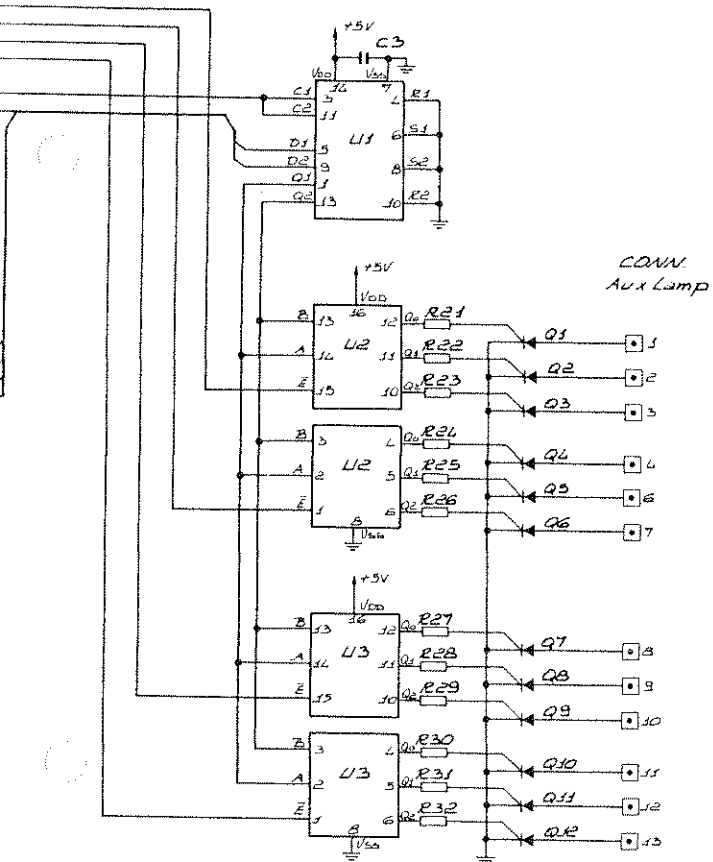 +5V
C3
VDD
14
VSS
7
C1 3
C2 11
D1 5
D2 9
Q1 1
Q2 13
U1
4 R1
6 S1
8 S2
10 R2
CONN.
Aux Lamp
+5V
VDD
16
B 13
A 14
E 15
U2
12 Q0 R21
11 Q1 R22
10 Q2 R23
Q1 1
Q2 2
Q3 3
B 3
A 2
E 1
U2
4 Q0 R24
5 Q1 R25
6 Q2 R26
8
VSS
Q4 4
Q5 6
Q6 7
+5V
VDD
16
B 13
A 14
E 15
U3
12 Q0 R27
11 Q1 R28
10 Q2 R29
Q7 8
Q8 9
Q9 10
B 3
A 2
E 1
U3
4 Q0 R30
5 Q1 R31
6 Q2 R32
8
VSS
Q10 11
Q11 12
Q12 13